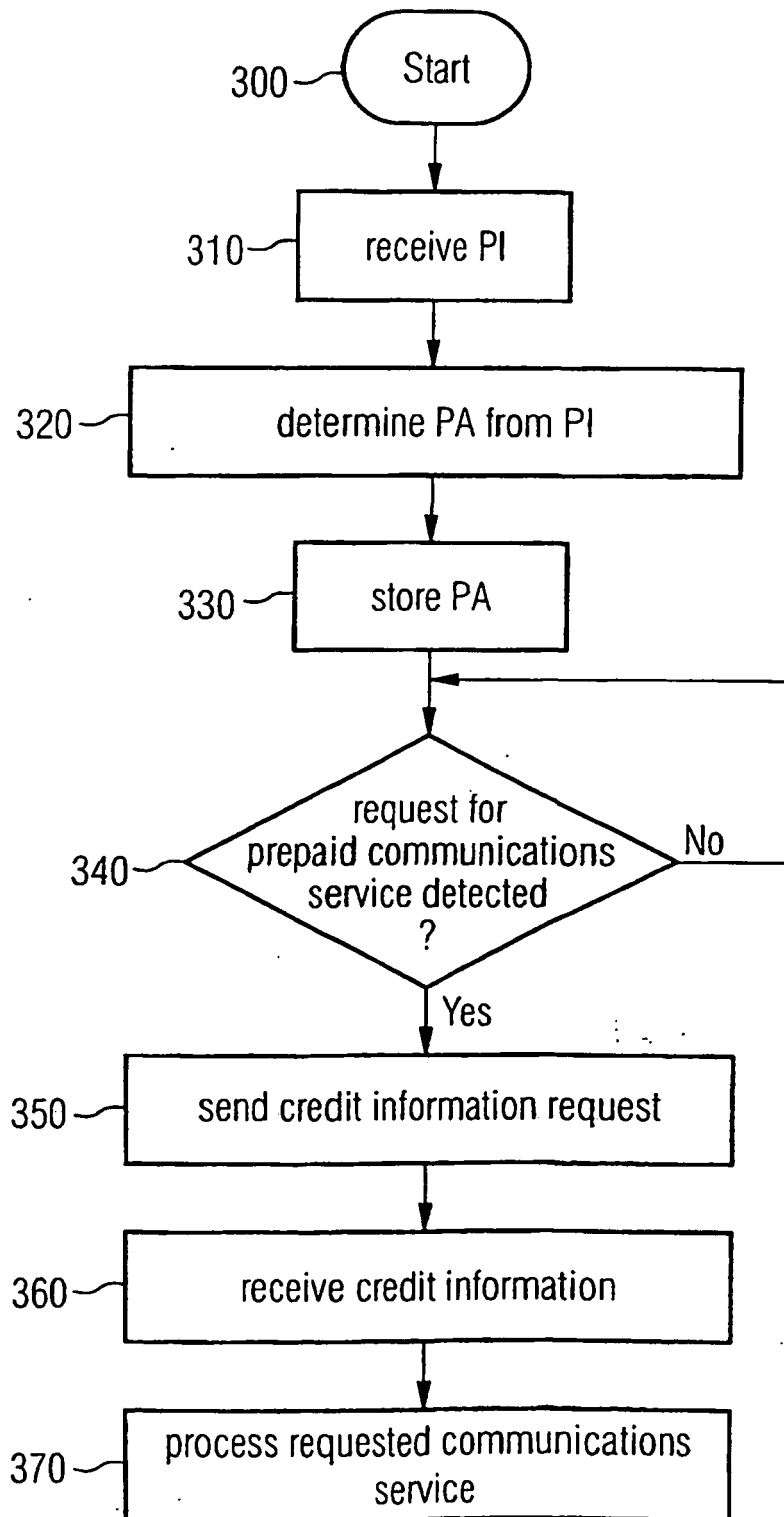 300
Start
310
receive PI
320
determine PA from PI
330
store PA
340
request for
prepaid communications
service detected
?
No
Yes
350
send credit information request
360
receive credit information
370
process requested communications
service